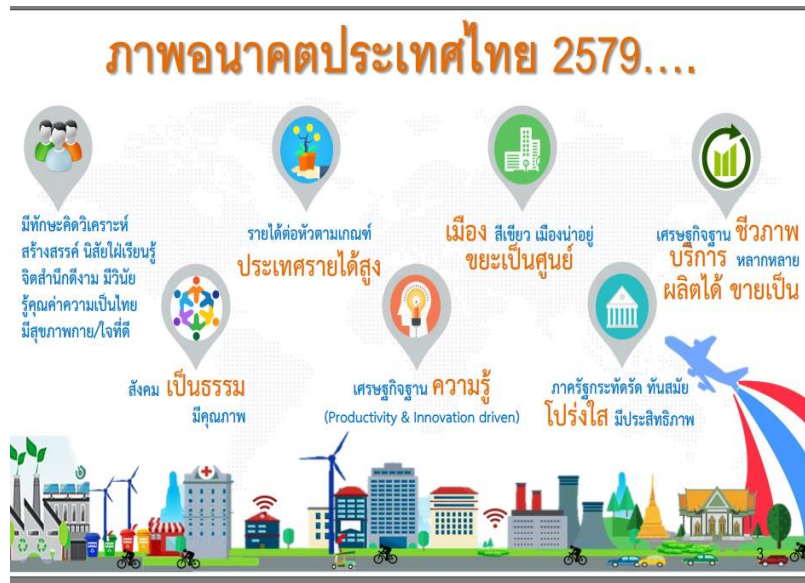 ภาพอนาคตประเทศไทย 2579....
มีทักษะคิดวิเคราะห์
สร้างสรรค์ นิสัยใฝ่เรียนรู้
จิตสำนึกดีงาม มีวินัย
รู้คุณค่าความเป็นไทย
มีสุขภาพกาย/ใจที่ดี
รายได้ต่อหัวตามเกณฑ์
ประเทศรายได้สูง
เมือง สีเขียว เมืองน่าอยู่
ขยะเป็นศูนย์
เศรษฐกิจฐาน ชีวภาพ
บริการ หลากหลาย
ผลิตได้ ขายเป็น
สังคม เป็นธรรม
มีคุณภาพ
เศรษฐกิจฐาน ความรู้
(Productivity & Innovation driven)
ภาครัฐกระทัดรัด ทันสมัย
โปร่งใส มีประสิทธิภาพ
3